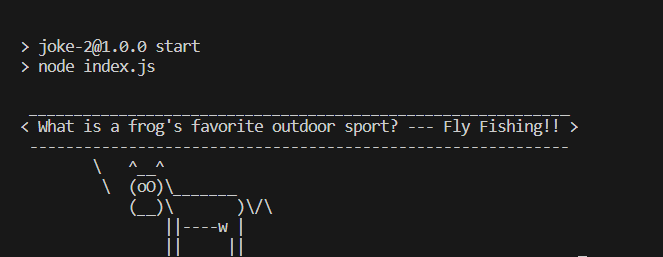 > joke-2@1.0.0 start
> node index.js
 ____________________________________________________________
< What is a frog's favorite outdoor sport? --- Fly Fishing!! >
 ------------------------------------------------------------
        \   ^__^
         \  (oO)\_______
            (__)\       )\/\
                ||----w |
                ||     ||